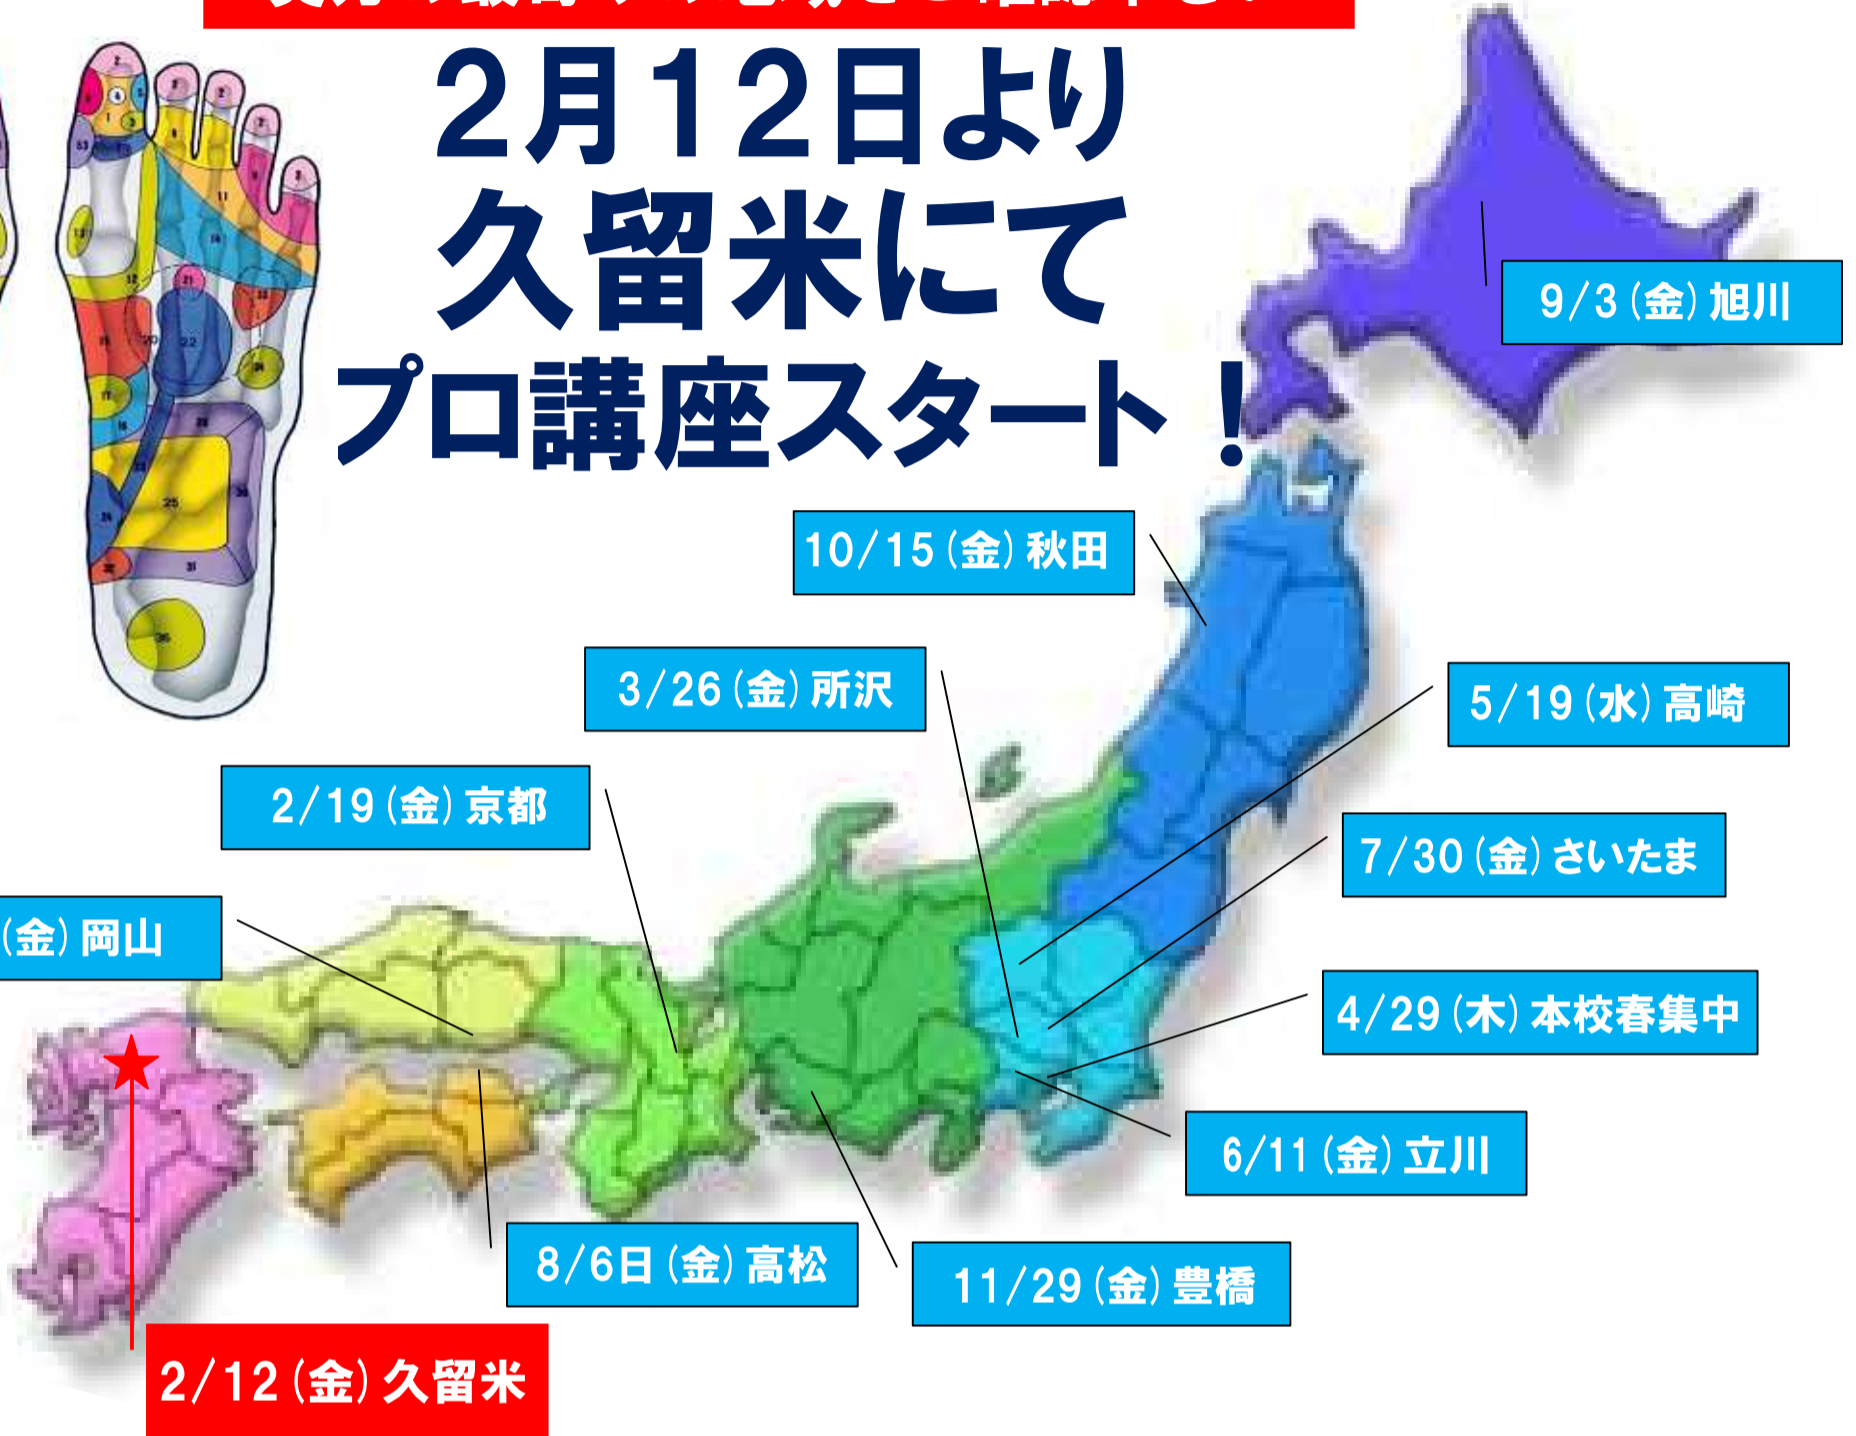 2月12日より
久留米にて
プロ講座スタート！
9/3(金)旭川
10/15(金)秋田
3/26(金)所沢
5/19(水)高崎
2/19(金)京都
7/30(金)さいたま
(金)岡山
4/29(木)本校春集中
6/11(金)立川
8/6日(金)高松
11/29(金)豊橋
2/12(金)久留米